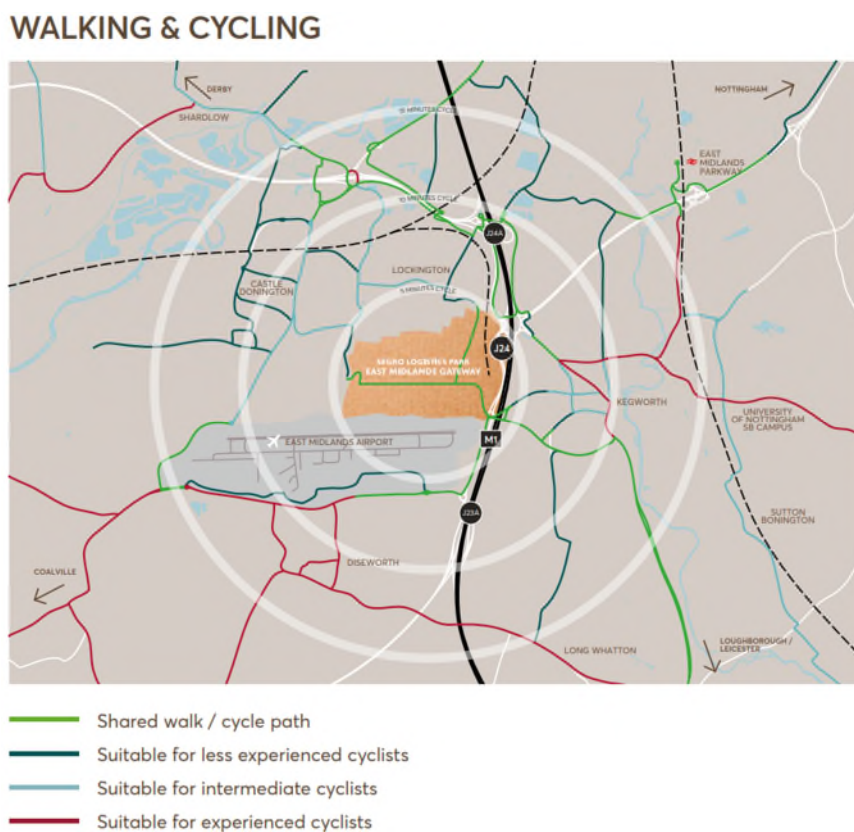 WALKING & CYCLING
DERBY
NOTTINGHAM
SHARDLOW
15 MINUTES CYCLE
EAST
MIDLANDS
PARKWAY
10 MINUTES CYCLE
J24A
LOCKINGTON
CASTLE
DONINGTON
5 MINUTES CYCLE
J24
SEGRO LOGISTICS PARK
EAST MIDLANDS GATEWAY
KEGWORTH
UNIVERSITY
OF NOTTINGHAM
SB CAMPUS
EAST MIDLANDS AIRPORT
M1
J23A
SUTTON
BONINGTON
DISEWORTH
COALVILLE
LONG WHATTON
LOUGHBOROUGH /
LEICESTER
Shared walk / cycle path
Suitable for less experienced cyclists
Suitable for intermediate cyclists
Suitable for experienced cyclists